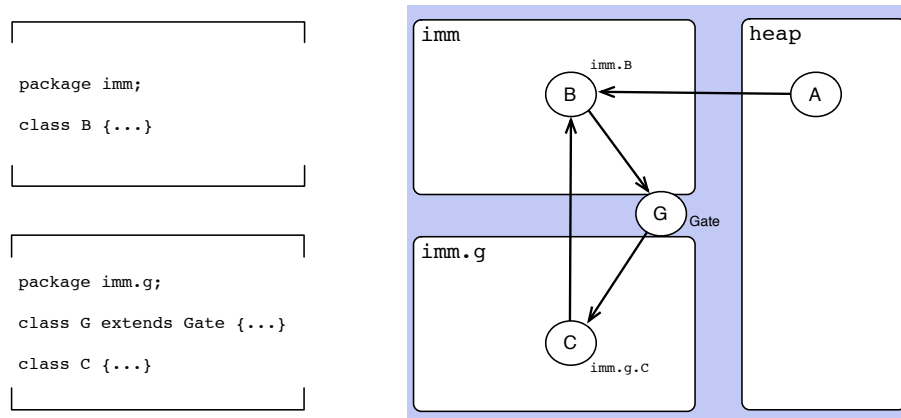 package imm;
class B {...}
package imm.g;
class G extends Gate {...}
class C {...}
imm
heap
imm.B
B
A
G
Gate
imm.g
C
imm.g.C